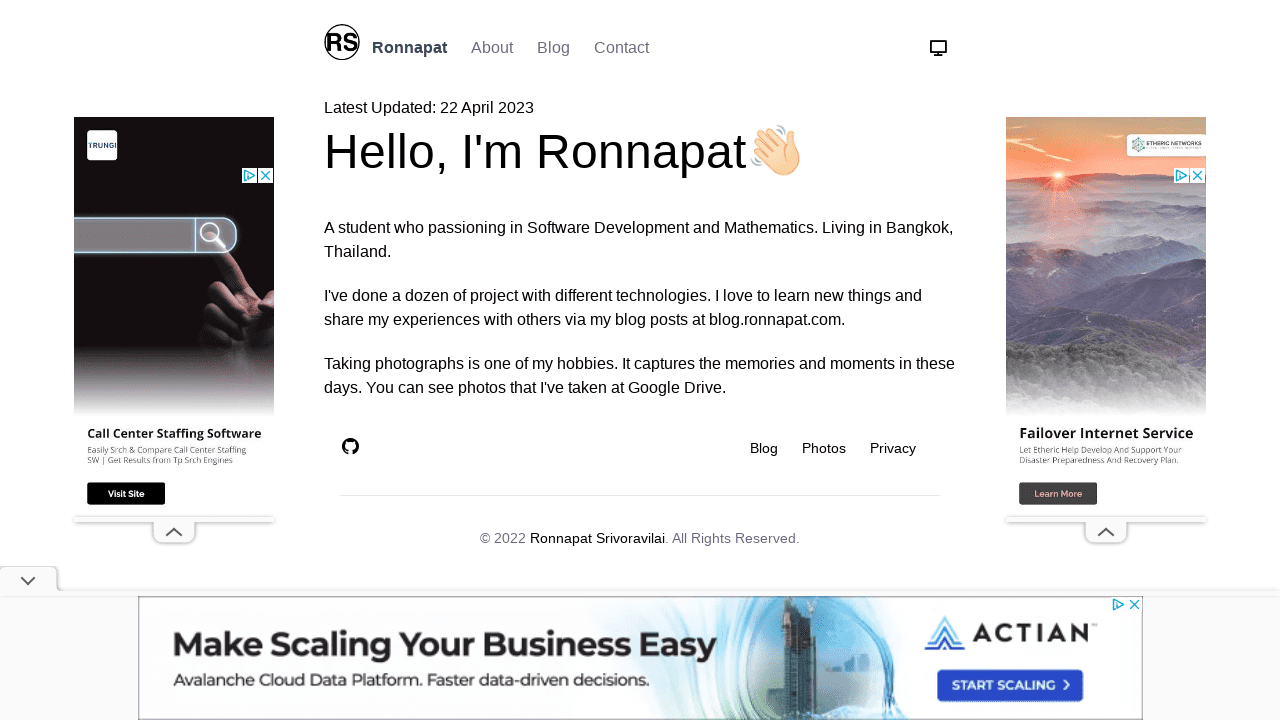 RS Ronnapat About Blog Contact
Latest Updated: 22 April 2023
Hello, I'm Ronnapat
A student who passioning in Software Development and Mathematics. Living in Bangkok,
Thailand.
I've done a dozen of project with different technologies. I love to learn new things and
share my experiences with others via my blog posts at blog.ronnapat.com.
Taking photographs is one of my hobbies. It captures the memories and moments in these
days. You can see photos that I've taken at Google Drive.
Blog Photos Privacy
© 2022 Ronnapat Srivoravilai. All Rights Reserved.
TRUNGI
Call Center Staffing Software
Easily Srch & Compare Call Center Staffing
SW | Get Results from Tp Srch Engines
Visit Site
ETHERIC NETWORKS
Failover Internet Service
Let Etheric Help Develop And Support Your
Disaster Preparedness And Recovery Plan.
Learn More
Make Scaling Your Business Easy
Avalanche Cloud Data Platform. Faster data-driven decisions.
ACTIAN
START SCALING